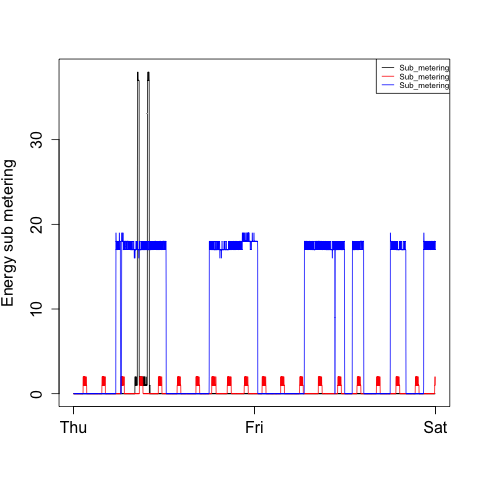 Sub_metering
Sub_metering
Sub_metering
Energy sub metering
30
20
10
0
Thu Fri Sat